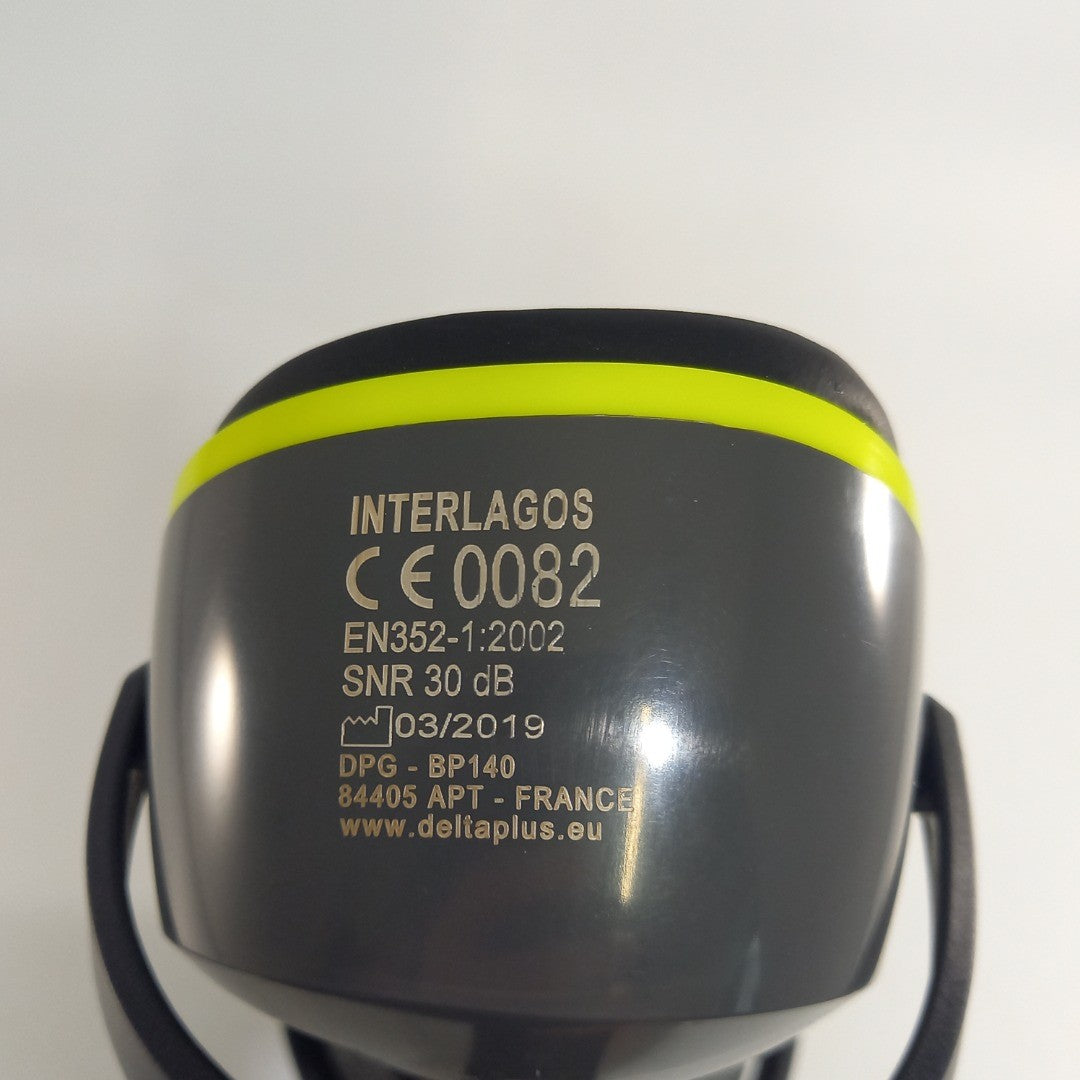 INTERLAGOS
CE 0082
EN352-1:2002
SNR 30 dB
03/2019
DPG - BP140
84405 APT - FRANCE
www.deltaplus.eu